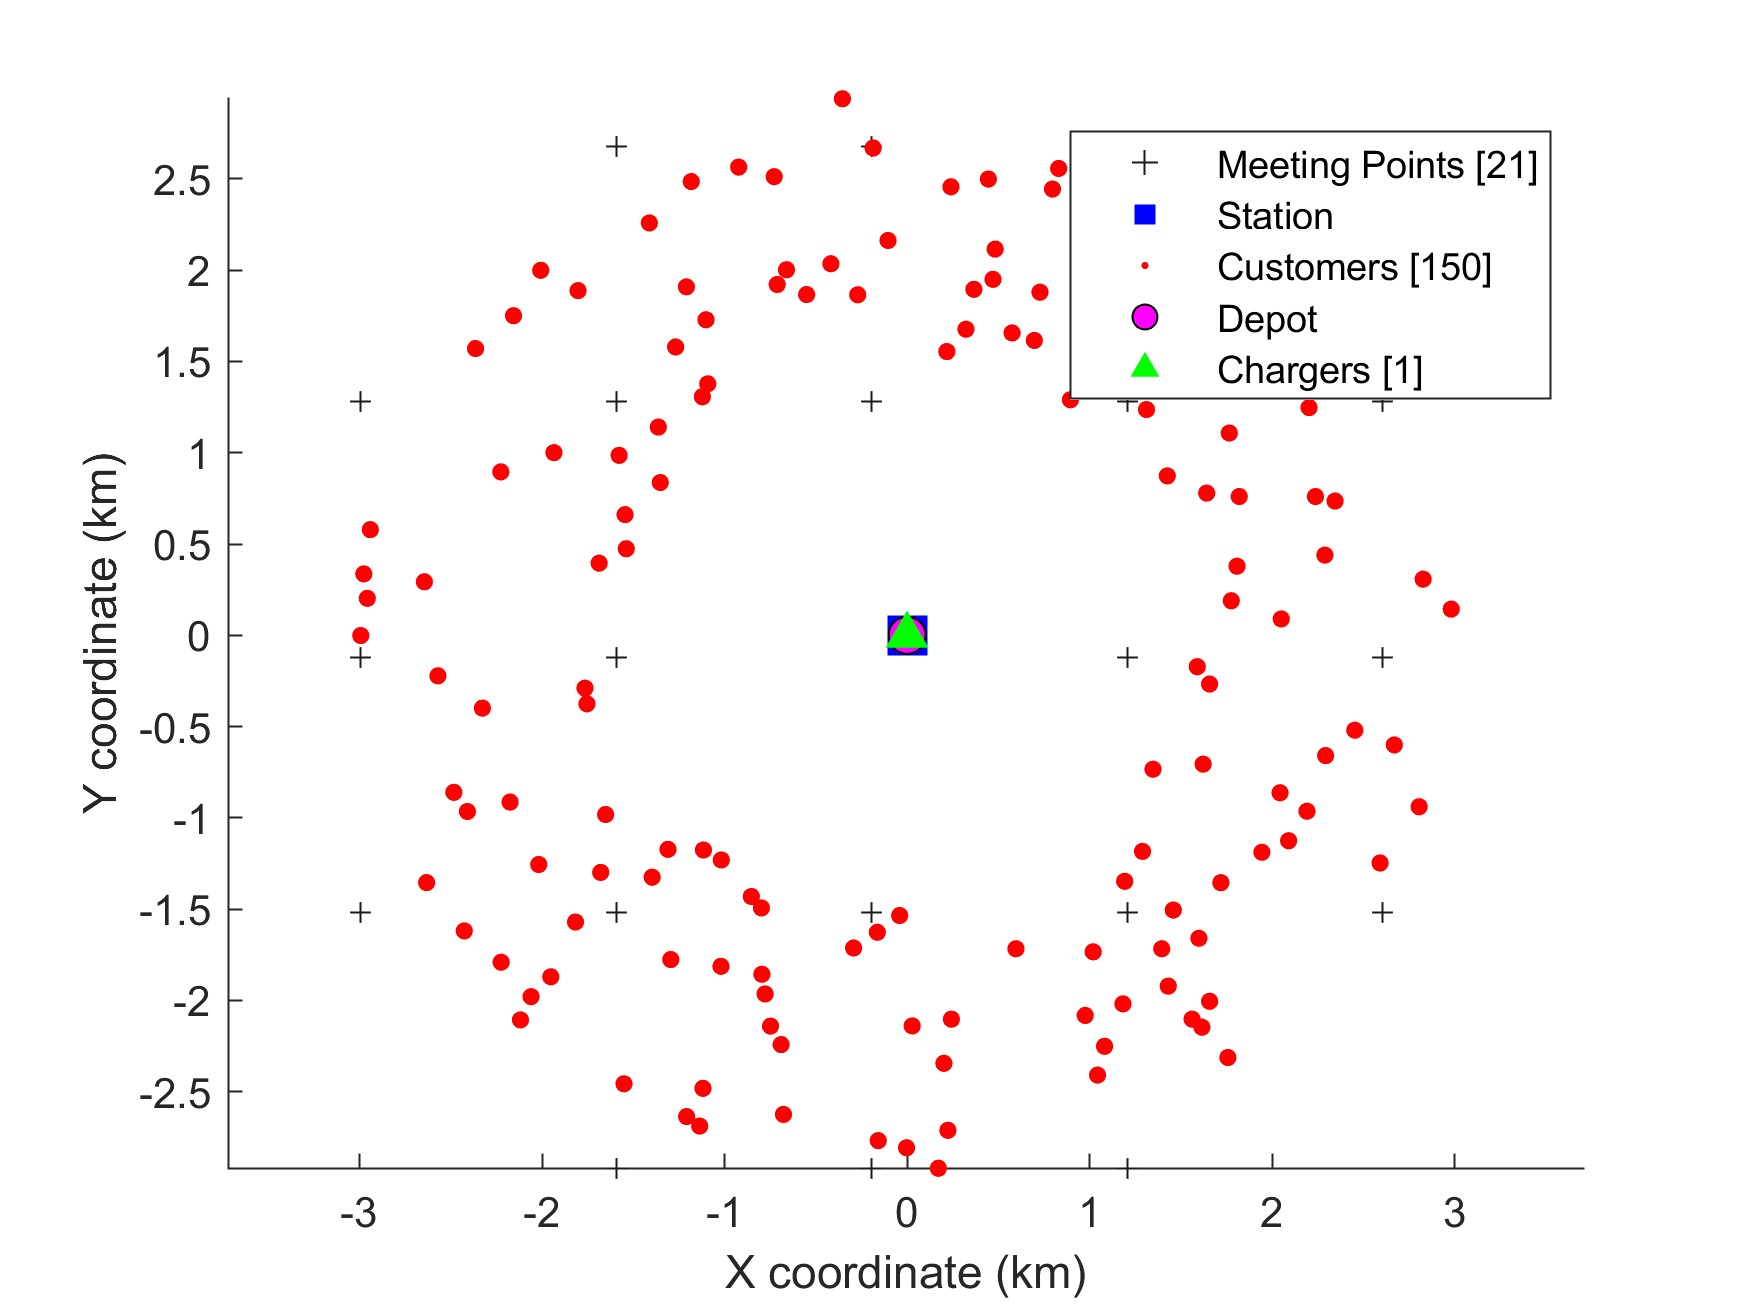 Meeting Points [21]
Station
Customers [150]
Depot
Chargers [1]
2.5
2
1.5
1
0.5
0
-0.5
-1
-1.5
-2
-2.5
Y coordinate (km)
-3 -2 -1 0 1 2 3
X coordinate (km)